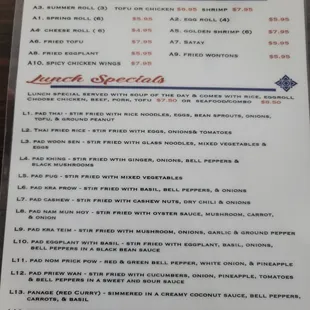 A3. Summer Roll (3) Tofu or Chicken $5.95 Shrimp $7.95
A1. Spring Roll (6) $5.95 A2. Egg Roll (4) $5.95
A4 Cheese Roll (6) $5.95 A5. Golden Shrimp (6) $7.95
A6. Fried Tofu $7.95 A7. Satay $9.95
A8. Fried Eggplant $5.95 A9. Fried Wontons $5.95
A10. Spicy Chicken Wings $7.95
Lunch Specials
Lunch Special served with soup of the day & comes with rice, eggroll
Choose Chicken, Beef, Pork, Tofu $7.50 or Seafood/Combo $8.50
L1. Pad Thai - Stir fried with rice noodles, eggs, bean sprouts, onions,
tofu, & ground peanut
L2. Thai Fried Rice - Stir fried with eggs, onions& tomatoes
L3. Pad Woon Sen - Stir fried with glass noodles, mixed vegetables &
eggs
L4. Pad Khing - Stir fried with ginger, onions, bell peppers &
black mushrooms
L5. Pad Pug - Stir fried with mixed vegetables
L6. Pad Kra Prow - Stir fried with basil, bell peppers, & onions
L7. Pad Cashew - Stir fried with cashew nuts, dry chili & onions
L8. Pad Nam Mun Hoy - Stir fried with oyster sauce, mushroom, carrot,
& onion
L9. Pad Kra Teim - Stir fried with mushroom, onions, garlic & ground pepper
L10. Pad Eggplant with Basil - Stir fried with eggplant, basil, onions,
bell peppers in a black bean sauce
L11. Pad Nom Prick Pow - Red & green bell pepper, white onion, & pineapple
L12. Pad Priew Wan - Stir fried with cucumbers, onion, pineapple, tomatoes
& bell peppers in a sweet and sour sauce
L13. Panage (Red Curry) - Simmered in a creamy coconut sauce, bell peppers,
carrots, & basil